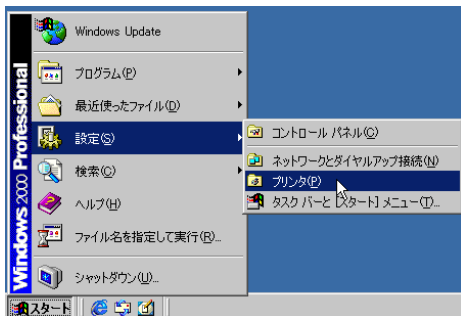 Windows Update
プログラム(P)
最近使ったファイル(D)
設定(S)
検索(C)
ヘルプ(H)
ファイル名を指定して実行(R)...
シャットダウン(U)...
Windows 2000 Professional
コントロール パネル(C)
ネットワークとダイヤルアップ接続(N)
プリンタ(P)
タスク バーと [スタート] メニュー(T)...
スタート